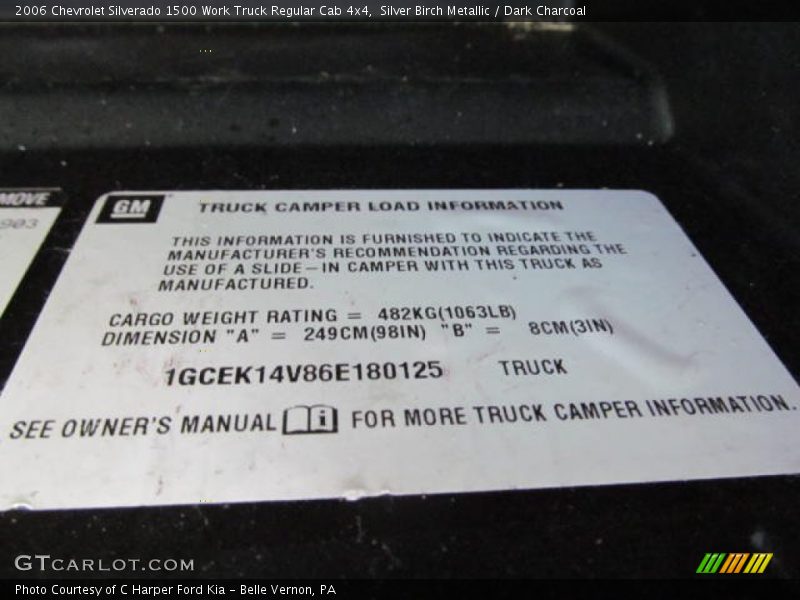 2006 Chevrolet Silverado 1500 Work Truck Regular Cab 4x4,  Silver Birch Metallic / Dark Charcoal
MOVE
903
GM
TRUCK CAMPER LOAD INFORMATION
THIS INFORMATION IS FURNISHED TO INDICATE THE
MANUFACTURER'S RECOMMENDATION REGARDING THE
USE OF A SLIDE-IN CAMPER WITH THIS TRUCK AS
MANUFACTURED.
CARGO WEIGHT RATING = 482KG(1063LB)
DIMENSION "A" = 249CM(98IN) "B" = 8CM(3IN)
1GCEK14V86E180125 TRUCK
SEE OWNER'S MANUAL i FOR MORE TRUCK CAMPER INFORMATION.
GTCARLOT.COM
Photo Courtesy of C Harper Ford Kia - Belle Vernon, PA